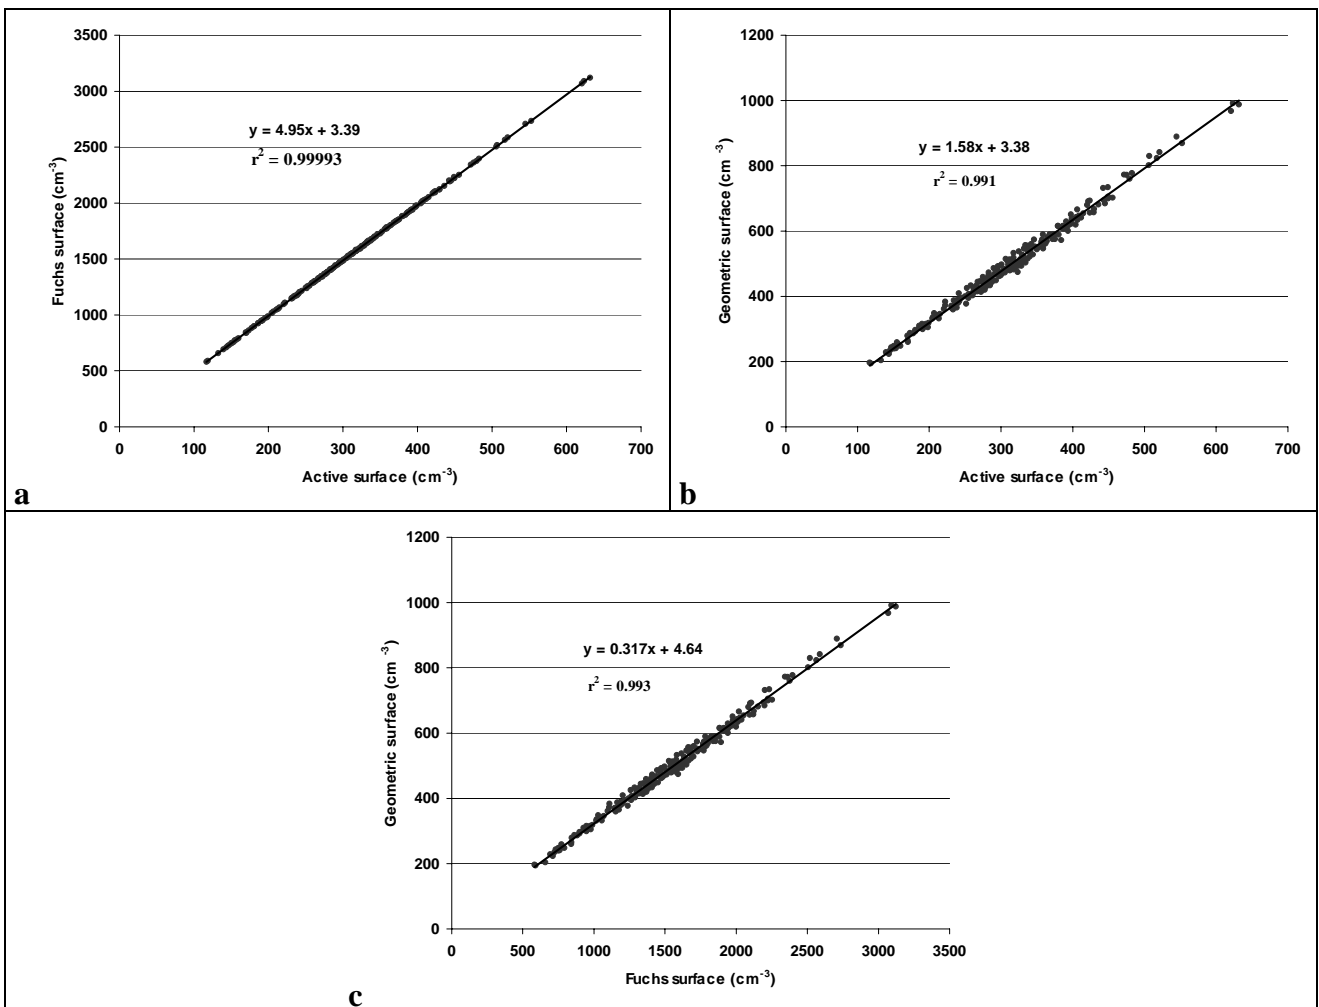 3500
3000
2500
2000
1500
1000
500
0
0 100 200 300 400 500 600 700
Fuchs surface (cm-3)
Active surface (cm-3)
y = 4.95x + 3.39
r2 = 0.99993
a
1200
1000
800
600
400
200
0
0 100 200 300 400 500 600 700
Geometric surface (cm-3)
Active surface (cm-3)
y = 1.58x + 3.38
r2 = 0.991
b
1200
1000
800
600
400
200
0
0 500 1000 1500 2000 2500 3000 3500
Geometric surface (cm-3)
Fuchs surface (cm-3)
y = 0.317x + 4.64
r2 = 0.993
c